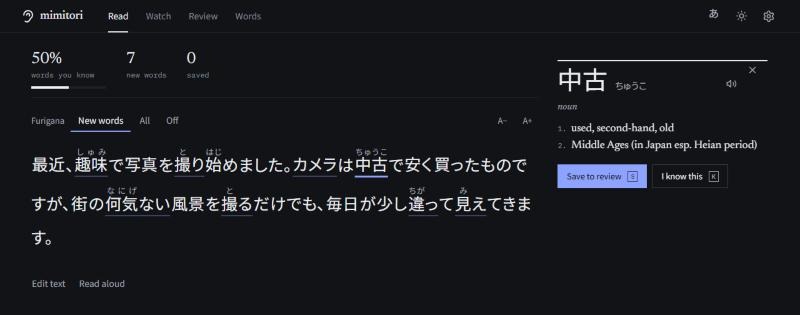 mimitori Read Watch Review Words あ
50% 7 0
words you know new words saved
中古 ちゅうこ
noun
1. used, second-hand, old
2. Middle Ages (in Japan esp. Heian period)
Save to review S I know this K
Furigana New words All Off A− A+
しゅみ と はじ ちゅうこ
最近、趣味で写真を撮り始めました。カメラは中古で安く買ったもので
なにげ と ちが み
すが、街の何気ない風景を撮るだけでも、毎日が少し違って見えてきま
す。
Edit text Read aloud